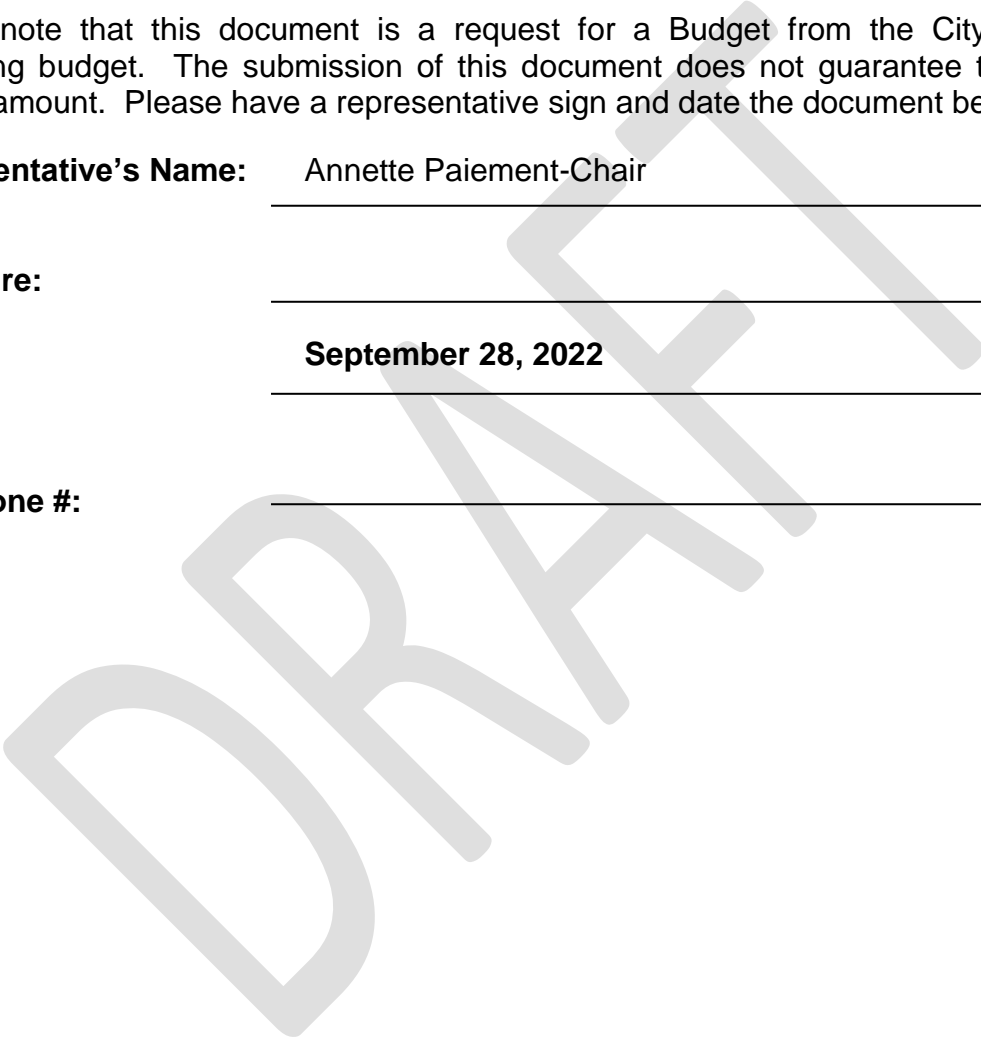 note that this document is a request for a Budget from the City
ng budget. The submission of this document does not guarantee t
amount. Please have a representative sign and date the document be
entative's Name: Annette Paiement-Chair
re:
September 28, 2022
one #:
DRAFT